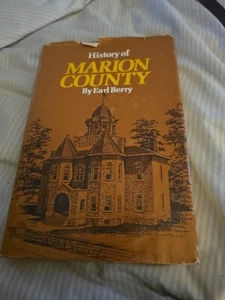 History of
MARION
COUNTY
By Earl Berry